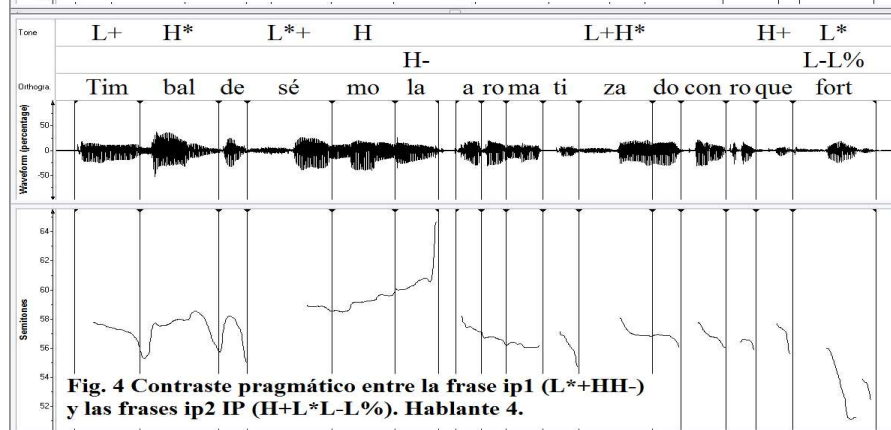 Tone L+ H* L*+ H L+H* H+ L*
H- L-L%
Orthogra. Tim bal de sé mo la a ro ma ti za do con ro que fort
Waveform (percentage)
50
0
-50
Semitones
64
62
60
58
56
54
52
Fig. 4 Contraste pragmático entre la frase ip1 (L*+HH-)
y las frases ip2 IP (H+L*L-L%). Hablante 4.